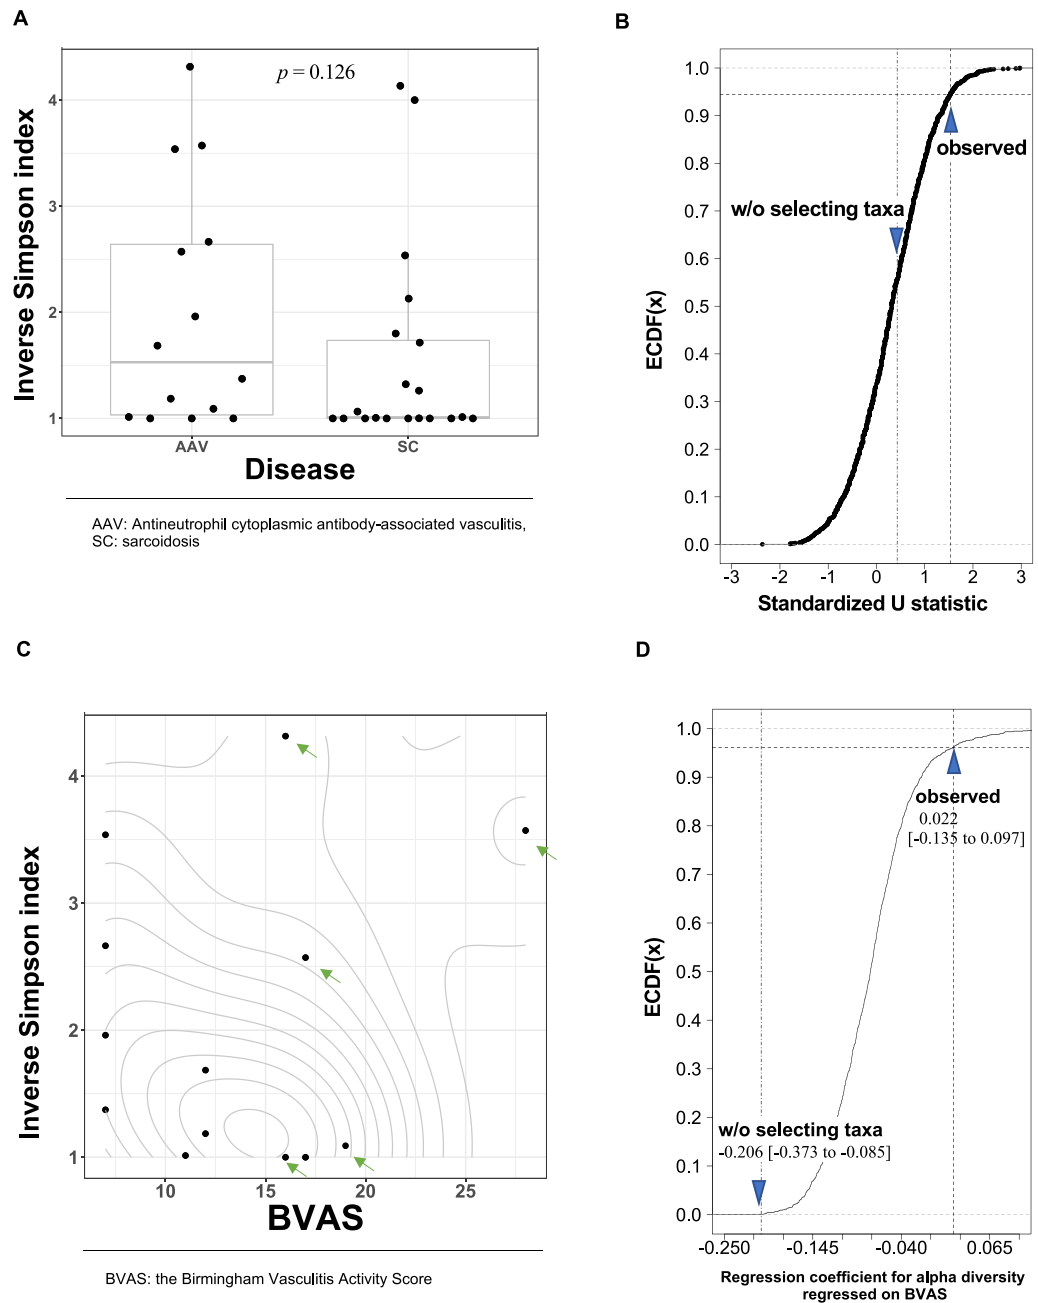 A
p = 0.126
4
3
2
1
Inverse Simpson index
AAV
SC
Disease
AAV: Antineutrophil cytoplasmic antibody-associated vasculitis,
SC: sarcoidosis
B
1.0
0.9
0.8
0.7
0.6
0.5
0.4
0.3
0.2
0.1
0.0
ECDF(x)
observed
w/o selecting taxa
-3
-2
-1
0
1
2
3
Standardized U statistic
C
4
3
2
1
Inverse Simpson index
10
15
20
25
BVAS
BVAS: the Birmingham Vasculitis Activity Score
D
1.0
0.9
0.8
0.7
0.6
0.5
0.4
0.3
0.2
0.1
0.0
ECDF(x)
observed
0.022
[-0.135 to 0.097]
w/o selecting taxa
-0.206 [-0.373 to -0.085]
-0.250
-0.145
-0.040
0.065
Regression coefficient for alpha diversity
regressed on BVAS